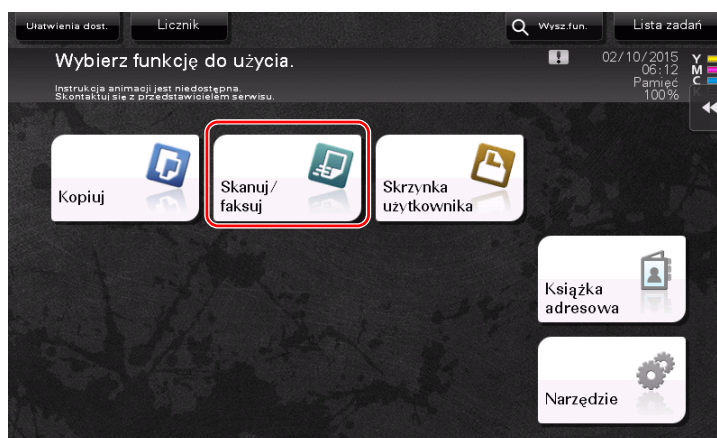 Ułatwienia dost.
Licznik
Wysz.fun.
Lista zadań
Wybierz funkcję do użycia.
Instrukcja animacji jest niedostępna.
Skontaktuj się z przedstawicielem serwisu.
02/10/2015
06:12
Pamięć
100%
Y
M
C
K
Kopiuj
Skanuj/
faksuj
Skrzynka
użytkownika
Książka
adresowa
Narzędzie